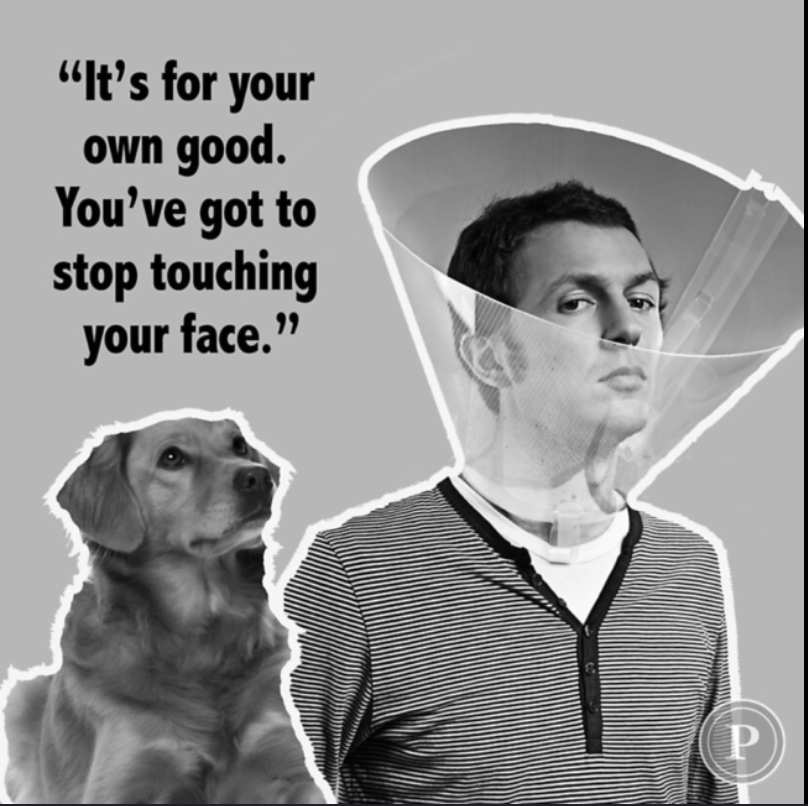 “It’s for your
own good.
You’ve got to
stop touching
your face.”
P